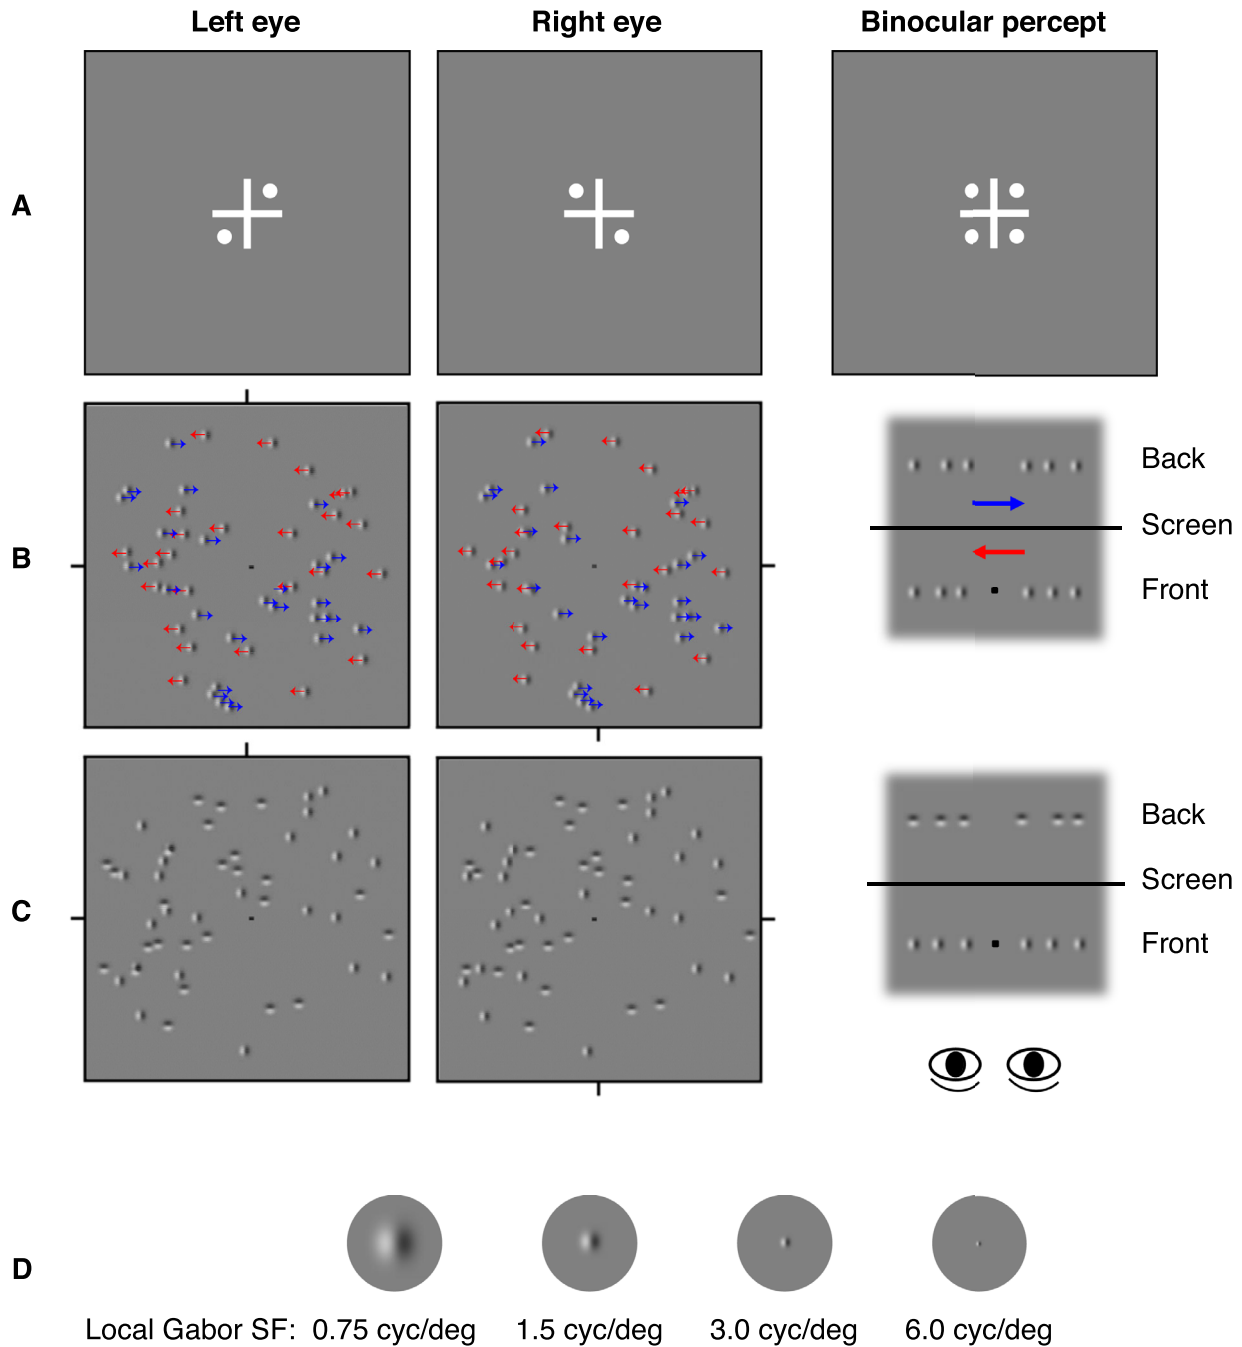 Left eye Right eye Binocular percept
A
B
Back
Screen
Front
C
Back
Screen
Front
D
Local Gabor SF: 0.75 cyc/deg 1.5 cyc/deg 3.0 cyc/deg 6.0 cyc/deg